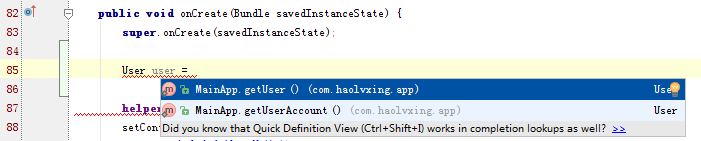 82 public void onCreate(Bundle savedInstanceState) {
83 super.onCreate(savedInstanceState);
84
85 User user =
86 m MainApp.getUser() (com.haolvxing.app) Use
87 helper m MainApp.getUserAccount() (com.haolvxing.app) User
88 setCont Did you know that Quick Definition View (Ctrl+Shift+I) works in completion lookups as well? >>